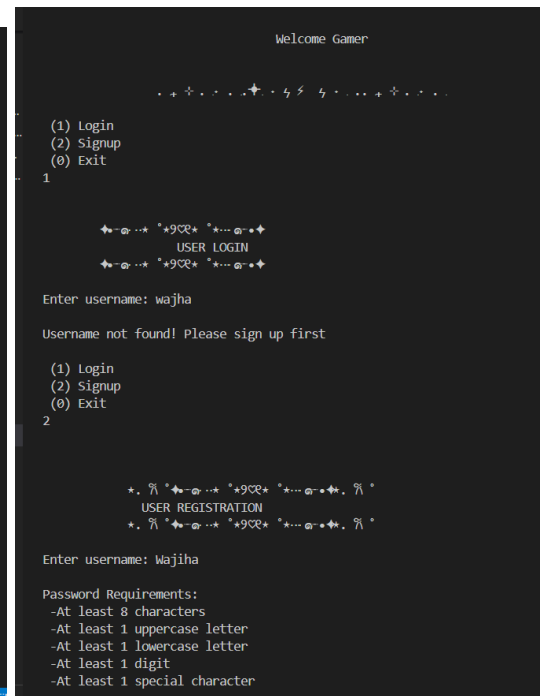 Welcome Gamer
(1) Login
(2) Signup
(0) Exit
1
USER LOGIN
Enter username: wajha
Username not found! Please sign up first
(1) Login
(2) Signup
(0) Exit
2
USER REGISTRATION
Enter username: Wajiha
Password Requirements:
-At least 8 characters
-At least 1 uppercase letter
-At least 1 lowercase letter
-At least 1 digit
-At least 1 special character